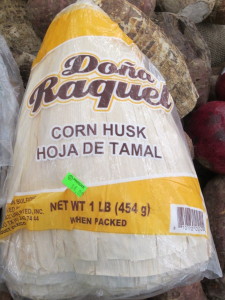 Doña
Raquel
CORN HUSK
HOJA DE TAMAL
NET WT 1 LB (454 g)
WHEN PACKED